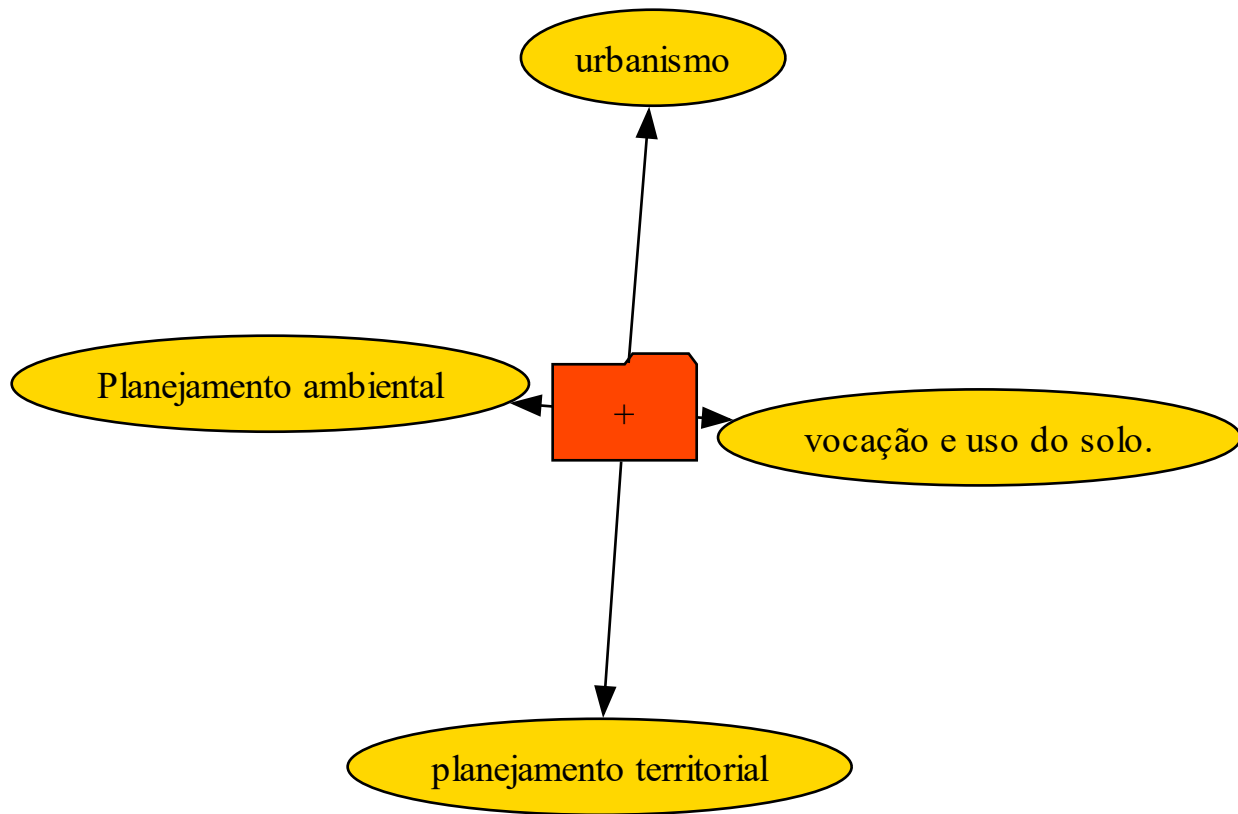 urbanismo
Planejamento ambiental
+
vocação e uso do solo.
planejamento territorial